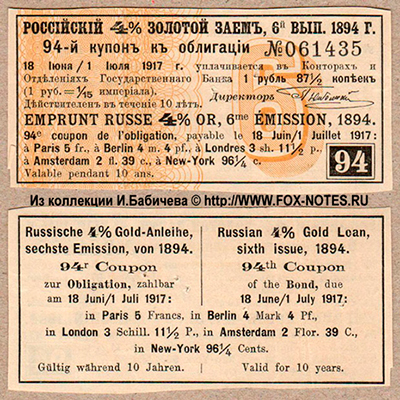 РОССІЙСКІЙ 4% ЗОЛОТОЙ ЗАЕМЪ, 6й ВЫП. 1894 Г.
94-й купонъ къ облигаціи №061435
18 Іюня / 1 Іюля 1917 г. уплачивается въ Конторахъ и
Отдѣленіяхъ Государственнаго Банка 1 рубль 87½ копѣекъ
(1 руб. = 1/15 имперіала).
Дѣйствителенъ въ теченіе 10 лѣтъ. Директоръ
EMPRUNT RUSSE 4% OR, 6me ÉMISSION, 1894.
94e coupon de l'obligation, payable le 18 Juin/1 Juillet 1917:
à Paris 5 fr., à Berlin 4 m. 4 pf., à Londres 3 sh. 11½ p.,
à Amsterdam 2 fl. 39 c., à New-York 96¼ c.
Valable pendant 10 ans.
94
Из коллекции И.Бабичева © http://WWW.FOX-NOTES.RU
Russische 4% Gold-Anleihe,
sechste Emission, von 1894.
94r Coupon
zur Obligation, zahlbar
am 18 Juni/1 Juli 1917:
Russian 4% Gold Loan,
sixth issue, 1894.
94th Coupon
of the Bond, due
18 June/1 July 1917:
in Paris 5 Francs, in Berlin 4 Mark 4 Pf.,
in London 3 Schill. 11½ P., in Amsterdam 2 Flor. 39 C.,
in New-York 96¼ Cents.
Gültig während 10 Jahren.
Valid for 10 years.